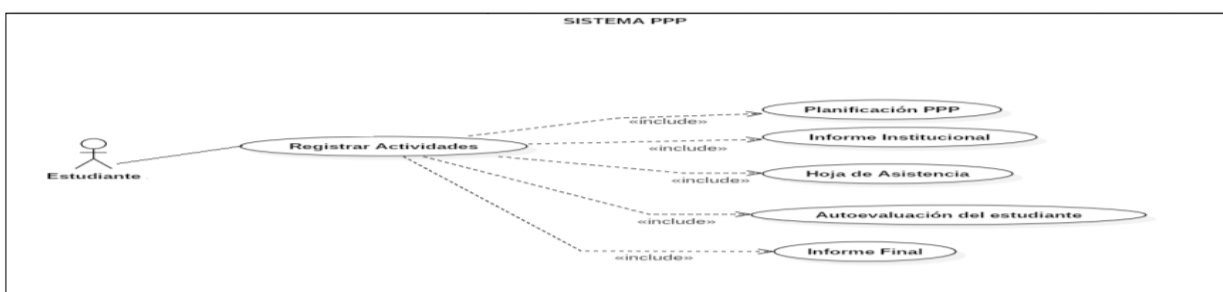 SISTEMA PPP
Planificación PPP
«include»
Informe Institucional
Registrar Actividades
«include»
Hoja de Asistencia
Estudiante
«include»
Autoevaluación del estudiante
«include»
Informe Final
«include»